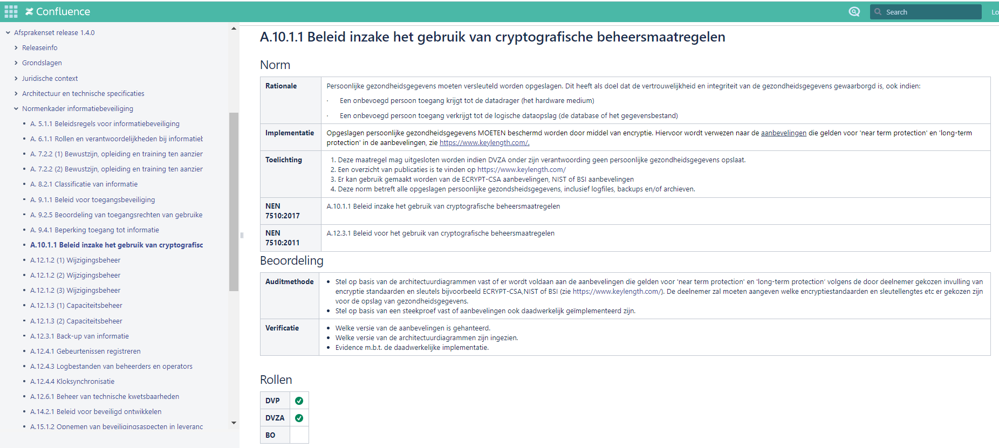 Confluence
Search
Lo
Afsprakenset release 1.4.0
Releaseinfo
Grondslagen
Juridische context
Architectuur en technische specificaties
Normenkader informatiebeveiliging
• A. 5.1.1 Beleidsregels voor informatiebeveiliging
• A. 6.1.1 Rollen en verantwoordelijkheden bij informatieb
• A. 7.2.2 (1) Bewustzijn, opleiding en training ten aanzier
• A. 7.2.2 (2) Bewustzijn, opleiding en training ten aanzier
• A. 8.2.1 Classificatie van informatie
• A. 9.1.1 Beleid voor toegangsbeveiliging
• A. 9.2.5 Beoordeling van toegangsrechten van gebruike
• A. 9.4.1 Beperking toegang tot informatie
• A.10.1.1 Beleid inzake het gebruik van cryptografisc
• A.12.1.2 (1) Wijzigingsbeheer
• A.12.1.2 (2) Wijzigingsbeheer
• A.12.1.2 (3) Wijzigingsbeheer
• A.12.1.3 (1) Capaciteitsbeheer
• A.12.1.3 (2) Capaciteitsbeheer
• A.12.3.1 Back-up van informatie
• A.12.4.1 Gebeurtenissen registreren
• A.12.4.3 Logbestanden van beheerders en operators
• A.12.4.4 Kloksynchronisatie
• A.12.6.1 Beheer van technische kwetsbaarheden
• A.14.2.1 Beleid voor beveiligd ontwikkelen
• A.15.1.2 Opnemen van beveiligingsaspecten in leveranc
A.10.1.1 Beleid inzake het gebruik van cryptografische beheersmaatregelen
Norm
Rationale
Persoonlijke gezondheidsgegevens moeten versleuteld worden opgeslagen. Dit heeft als doel dat de vertrouwelijkheid en integriteit van de gezondheidsgegevens gewaarborgd is, ook indien:
· Een onbevoegd persoon toegang krijgt tot de datadrager (het hardware medium)
· Een onbevoegd persoon toegang verkrijgt tot de logische dataopslag (de database of het gegevensbestand)
Implementatie
Opgeslagen persoonlijke gezondheidsgegevens MOETEN beschermd worden door middel van encryptie. Hiervoor wordt verwezen naar de aanbevelingen die gelden voor 'near term protection' en 'long-term
protection' in de aanbevelingen, zie https://www.keylength.com/.
Toelichting
1. Deze maatregel mag uitgesloten worden indien DVZA onder zijn verantwoording geen persoonlijke gezondheidsgegevens opslaat.
2. Een overzicht van publicaties is te vinden op https://www.keylength.com/
3. Er kan gebruik gemaakt worden van de ECRYPT-CSA aanbevelingen, NIST of BSI aanbevelingen
4. Deze norm betreft alle opgeslagen persoonlijke gezondsheidsgegevens, inclusief logfiles, backups en/of archieven.
NEN
7510:2017
A.10.1.1 Beleid inzake het gebruik van cryptografische beheersmaatregelen
NEN
7510:2011
A.12.3.1 Beleid voor het gebruik van cryptografische beheersmaatregelen
Beoordeling
Auditmethode
• Stel op basis van de architectuurdiagrammen vast of er wordt voldaan aan de aanbevelingen die gelden voor 'near term protection' en 'long-term protection' volgens de door deelnemer gekozen invulling van
encryptie standaarden en sleutels bijvoorbeeld ECRYPT-CSA,NIST of BSI (zie https://www.keylength.com/). De deelnemer zal moeten aangeven welke encryptiestandaarden en sleutellengtes etc er gekozen zijn
voor de opslag van gezondheidsgegevens.
• Stel op basis van een steekproef vast of aanbevelingen ook daadwerkelijk geïmplementeerd zijn.
Verificatie
• Welke versie van de aanbevelingen is gehanteerd.
• Welke versie van de architectuurdiagrammen zijn ingezien.
• Evidence m.b.t. de daadwerkelijke implementatie.
Rollen
DVP
DVZA
BO